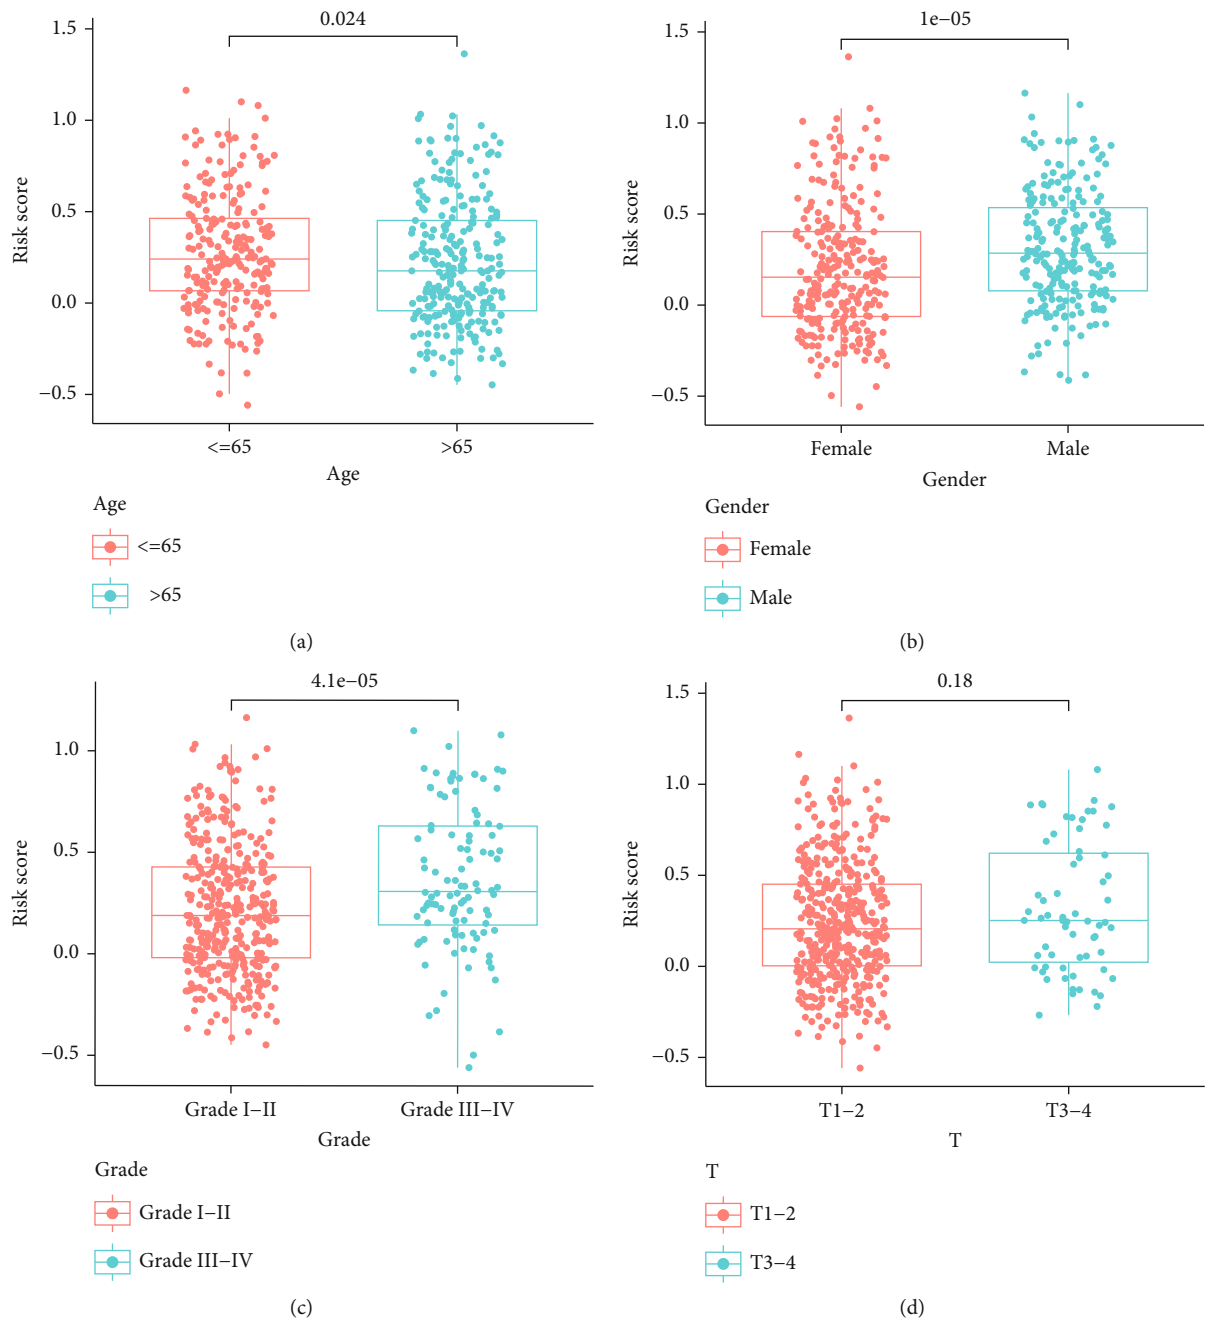 0.024
1.5
1.0
0.5
0.0
−0.5
Risk score
<=65
>65
Age
Age
<=65
>65
(a)
1e−05
1.5
1.0
0.5
0.0
−0.5
Risk score
Female
Male
Gender
Gender
Female
Male
(b)
4.1e−05
1.0
0.5
0.0
−0.5
Risk score
Grade I−II
Grade III−IV
Grade
Grade
Grade I−II
Grade III−IV
(c)
0.18
1.5
1.0
0.5
0.0
−0.5
Risk score
T1−2
T3−4
T
T
T1−2
T3−4
(d)